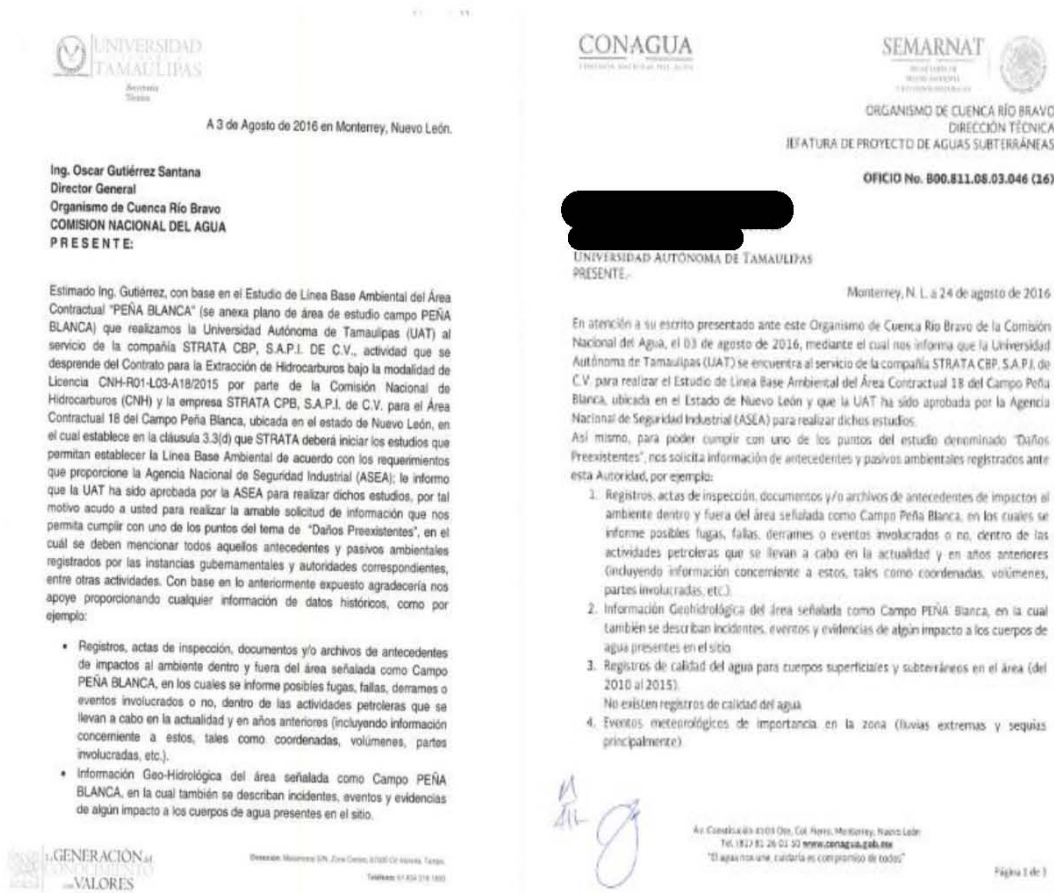 UNIVERSIDAD
TAMAULIPAS
Secretaría
Técnica
A 3 de Agosto de 2016 en Monterrey, Nuevo León.
Ing. Oscar Gutiérrez Santana
Director General
Organismo de Cuenca Río Bravo
COMISION NACIONAL DEL AGUA
P R E S E N T E:
Estimado Ing. Gutiérrez, con base en el Estudio de Línea Base Ambiental del Área
Contractual "PEÑA BLANCA" (se anexa plano de área de estudio campo PEÑA
BLANCA) que realizamos la Universidad Autónoma de Tamaulipas (UAT) al
servicio de la compañía STRATA CBP, S.A.P.I. DE C.V., actividad que se
desprende del Contrato para la Extracción de Hidrocarburos bajo la modalidad de
Licencia CNH-R01-L03-A18/2015 por parte de la Comisión Nacional de
Hidrocarburos (CNH) y la empresa STRATA CPB, S.A.P.I. de C.V. para el Área
Contractual 18 del Campo Peña Blanca, ubicada en el estado de Nuevo León, en
el cual establece en la cláusula 3.3(d) que STRATA deberá iniciar los estudios que
permitan establecer la Línea Base Ambiental de acuerdo con los requerimientos
que proporcione la Agencia Nacional de Seguridad Industrial (ASEA); le informo
que la UAT ha sido aprobada por la ASEA para realizar dichos estudios, por tal
motivo acudo a usted para realizar la amable solicitud de información que nos
permita cumplir con uno de los puntos del tema de "Daños Preexistentes", en el
cuál se deben mencionar todos aquellos antecedentes y pasivos ambientales
registrados por las instancias gubernamentales y autoridades correspondientes,
entre otras actividades. Con base en lo anteriormente expuesto agradecería nos
apoye proporcionando cualquier información de datos históricos, como por
ejemplo:
• Registros, actas de inspección, documentos y/o archivos de antecedentes
de impactos al ambiente dentro y fuera del área señalada como Campo
PEÑA BLANCA, en los cuales se informe posibles fugas, fallas, derrames o
eventos involucrados o no, dentro de las actividades petroleras que se
llevan a cabo en la actualidad y en años anteriores (incluyendo información
concerniente a estos, tales como coordenadas, volúmenes, partes
involucradas, etc.).
• Información Geo-Hidrológica del área señalada como Campo PEÑA
BLANCA, en la cual también se describan incidentes, eventos y evidencias
de algún impacto a los cuerpos de agua presentes en el sitio.
GENERACIÓN del
CONOCIMIENTO
con VALORES
CONAGUA
COMISIÓN NACIONAL DEL AGUA
SEMARNAT
ORGANISMO DE CUENCA RÍO BRAVO
DIRECCIÓN TÉCNICA
JEFATURA DE PROYECTO DE AGUAS SUBTERRÁNEAS
OFICIO No. B00.811.08.03.046 (16)
UNIVERSIDAD AUTÓNOMA DE TAMAULIPAS
PRESENTE.-
Monterrey, N. L. a 24 de agosto de 2016
En atención a su escrito presentado ante este Organismo de Cuenca Río Bravo de la Comisión
Nacional del Agua, el 03 de agosto de 2016, mediante el cual nos informa que la Universidad
Autónoma de Tamaulipas (UAT) se encuentra al servicio de la compañía STRATA CBP, S.A.P.I. de
C.V. para realizar el Estudio de Línea Base Ambiental del Área Contractual 18 del Campo Peña
Blanca, ubicada en el Estado de Nuevo León y que la UAT ha sido aprobada por la Agencia
Nacional de Seguridad Industrial (ASEA) para realizar dichos estudios.
Así mismo, para poder cumplir con uno de los puntos del estudio denominado "Daños
Preexistentes", nos solicita información de antecedentes y pasivos ambientales registrados ante
esta Autoridad, por ejemplo:
1. Registros, actas de inspección, documentos y/o archivos de antecedentes de impactos al
ambiente dentro y fuera del área señalada como Campo Peña Blanca, en los cuales se
informe posibles fugas, fallas, derrames o eventos involucrados o no, dentro de las
actividades petroleras que se llevan a cabo en la actualidad y en años anteriores
(incluyendo información concerniente a estos, tales como coordenadas, volúmenes,
partes involucradas, etc.).
2. Información Geohidrológica del área señalada como Campo PEÑA Blanca, en la cual
también se describan incidentes, eventos y evidencias de algún impacto a los cuerpos de
agua presentes en el sitio
3. Registros de calidad del agua para cuerpos superficiales y subterráneos en el área (del
2010 al 2015).
No existen registros de calidad del agua
4. Eventos meteorológicos de importancia en la zona (lluvias extremas y sequías
principalmente)
Av. Constitución 4103 Ote, Col. Fierro, Monterrey, Nuevo León
www.conagua.gob.mx
"El agua nos une, cuidarla es compromiso de todos"